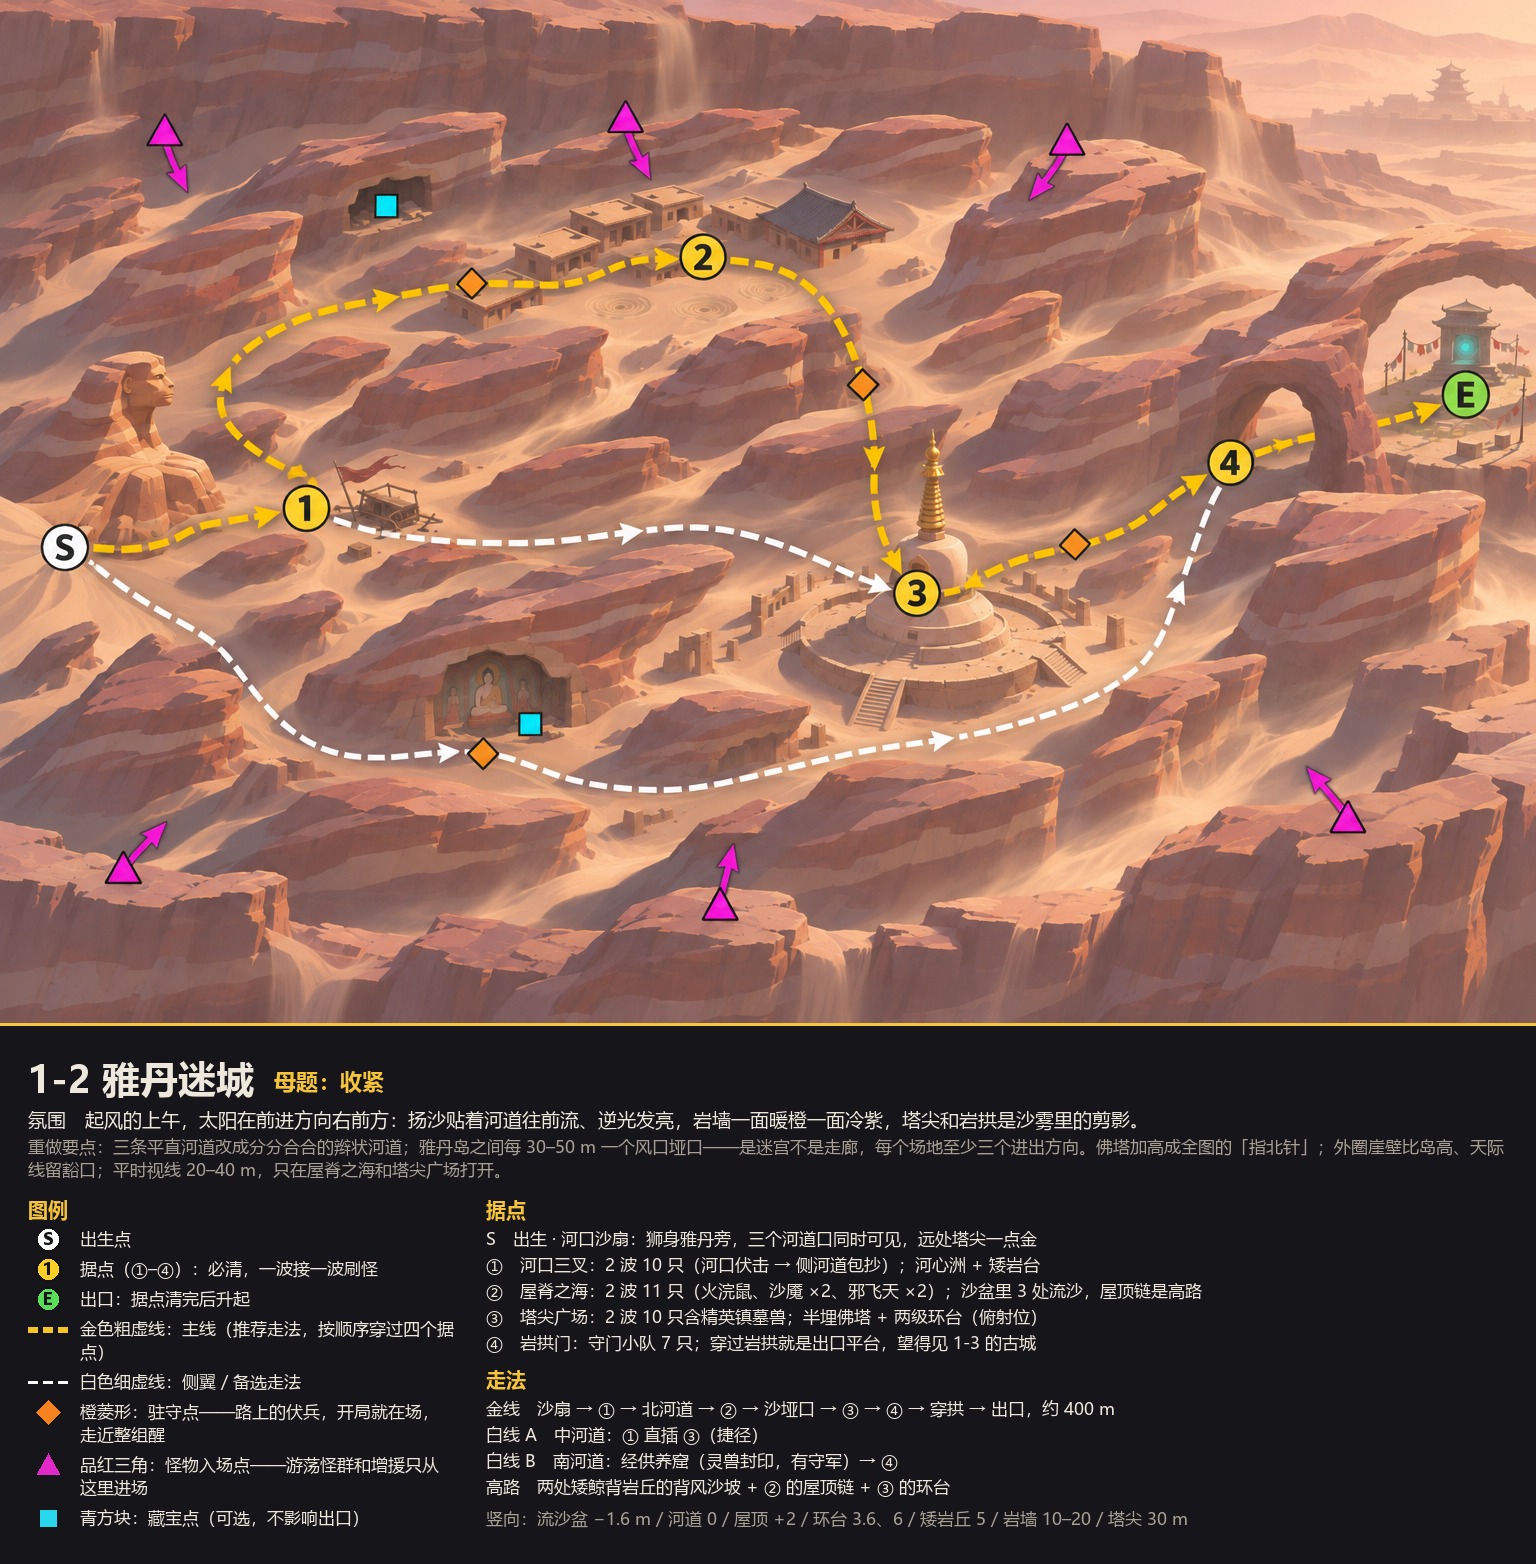 2
E
4
1
S
3
1-2 雅丹迷城 母题：收紧
氛围 起风的上午，太阳在前进方向右前方：扬沙贴着河道往前流、逆光发亮，岩墙一面暖橙一面冷紫，塔尖和岩拱是沙雾里的剪影。
重做要点：三条平直河道改成分分合合的辫状河道；雅丹岛之间每 30–50 m 一个风口垭口——是迷宫不是走廊，每个场地至少三个进出方向。佛塔加高成全图的「指北针」；外圈崖壁比岛高、天际
线留豁口；平时视线 20–40 m，只在屋脊之海和塔尖广场打开。
图例
S 出生点
1 据点（①–④）：必清，一波接一波刷怪
E 出口：据点清完后升起
金色粗虚线：主线（推荐走法，按顺序穿过四个据
点）
白色细虚线：侧翼 / 备选走法
橙菱形：驻守点——路上的伏兵，开局就在场，
走近整组醒
品红三角：怪物入场点——游荡怪群和增援只从
这里进场
青方块：藏宝点（可选，不影响出口）
据点
S 出生 · 河口沙扇：狮身雅丹旁，三个河道口同时可见，远处塔尖一点金
① 河口三叉：2 波 10 只（河口伏击 → 侧河道包抄）；河心洲 + 矮岩台
② 屋脊之海：2 波 11 只（火浣鼠、沙魇 ×2、邪飞天 ×2）；沙盆里 3 处流沙，屋顶链是高路
③ 塔尖广场：2 波 10 只含精英镇墓兽；半埋佛塔 + 两级环台（俯射位）
④ 岩拱门：守门小队 7 只；穿过岩拱就是出口平台，望得见 1-3 的古城
走法
金线 沙扇 → ① → 北河道 → ② → 沙垭口 → ③ → ④ → 穿拱 → 出口，约 400 m
白线 A 中河道：① 直插 ③（捷径）
白线 B 南河道：经供养窟（灵兽封印，有守军）→ ④
高路 两处矮鲸背岩丘的背风沙坡 + ② 的屋顶链 + ③ 的环台
竖向：流沙盆 −1.6 m / 河道 0 / 屋顶 +2 / 环台 3.6、6 / 矮岩丘 5 / 岩墙 10–20 / 塔尖 30 m